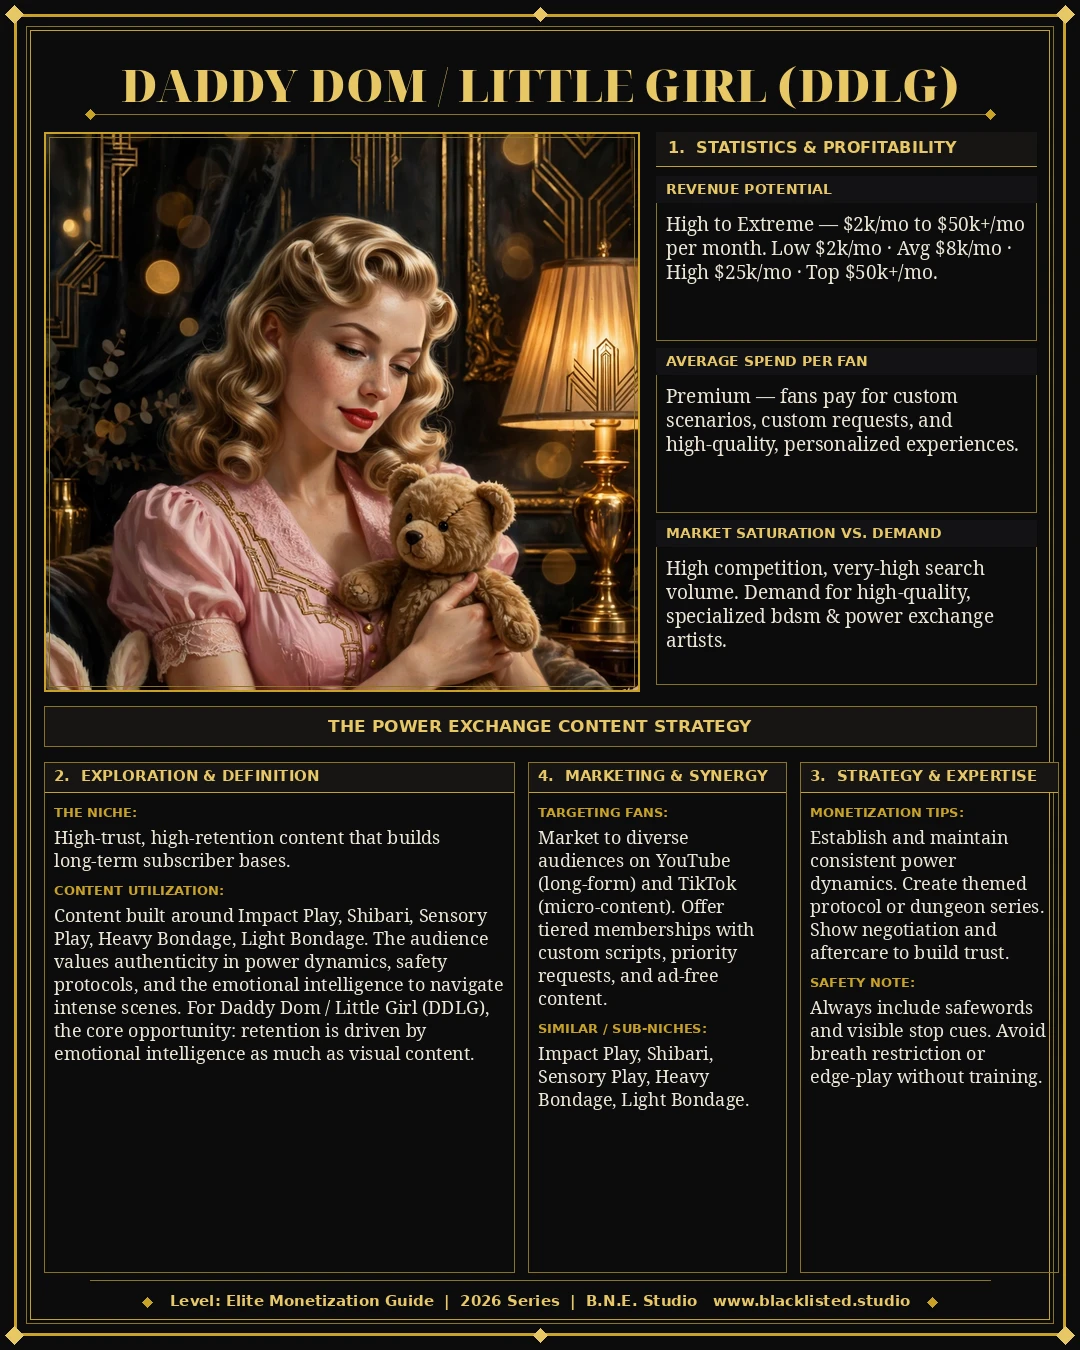 DADDY DOM / LITTLE GIRL (DDLG)
1. STATISTICS & PROFITABILITY
REVENUE POTENTIAL
High to Extreme — $2k/mo to $50k+/mo
per month. Low $2k/mo · Avg $8k/mo ·
High $25k/mo · Top $50k+/mo.
AVERAGE SPEND PER FAN
Premium — fans pay for custom
scenarios, custom requests, and
high-quality, personalized experiences.
MARKET SATURATION VS. DEMAND
High competition, very-high search
volume. Demand for high-quality,
specialized bdsm & power exchange
artists.
THE POWER EXCHANGE CONTENT STRATEGY
2. EXPLORATION & DEFINITION
THE NICHE:
High-trust, high-retention content that builds
long-term subscriber bases.
CONTENT UTILIZATION:
Content built around Impact Play, Shibari, Sensory
Play, Heavy Bondage, Light Bondage. The audience
values authenticity in power dynamics, safety
protocols, and the emotional intelligence to navigate
intense scenes. For Daddy Dom / Little Girl (DDLG),
the core opportunity: retention is driven by
emotional intelligence as much as visual content.
4. MARKETING & SYNERGY
TARGETING FANS:
Market to diverse
audiences on YouTube
(long-form) and TikTok
(micro-content). Offer
tiered memberships with
custom scripts, priority
requests, and ad-free
content.
SIMILAR / SUB-NICHES:
Impact Play, Shibari,
Sensory Play, Heavy
Bondage, Light Bondage.
3. STRATEGY & EXPERTISE
MONETIZATION TIPS:
Establish and maintain
consistent power
dynamics. Create themed
protocol or dungeon series.
Show negotiation and
aftercare to build trust.
SAFETY NOTE:
Always include safewords
and visible stop cues. Avoid
breath restriction or
edge-play without training.
Level: Elite Monetization Guide | 2026 Series | B.N.E. Studio www.blacklisted.studio